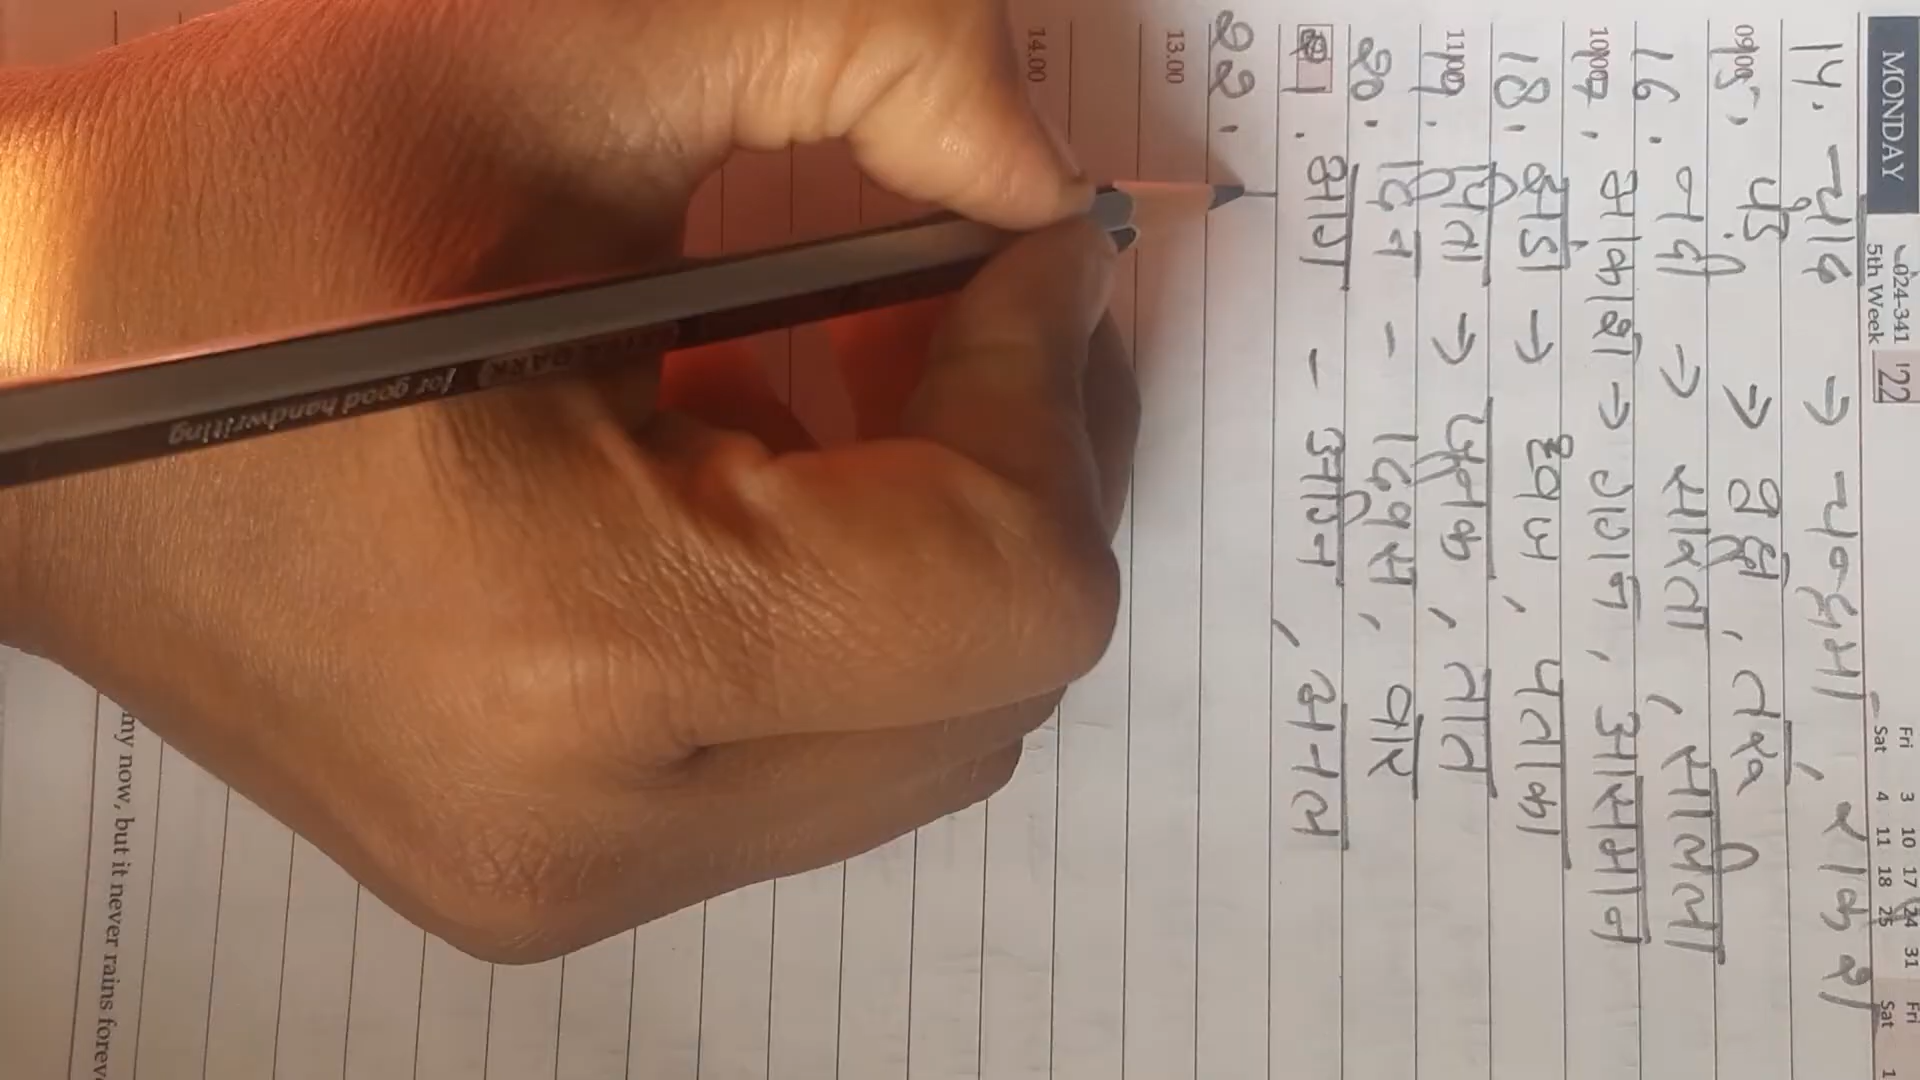 MONDAY
024-341
5th Week
'22
Fri 3 10 17 24 31
Sat 4 11 18 25
Fri
Sat 1
14. चाँद → चन्द्रमा, राकेश
09.00
15. पेड़ → वृक्ष, तरू
16. नदी → सरिता, सलिल
10.00
17. आकाश → गगन, आसमान
18. झंडा → ध्वज, पताका
11.00
19. पिता → जनक, तात
20. दिन - दिवस, वार
21. आग - अग्नि, अनल
22.
13.00
14.00
for good handwriting
my now, but it never rains forev